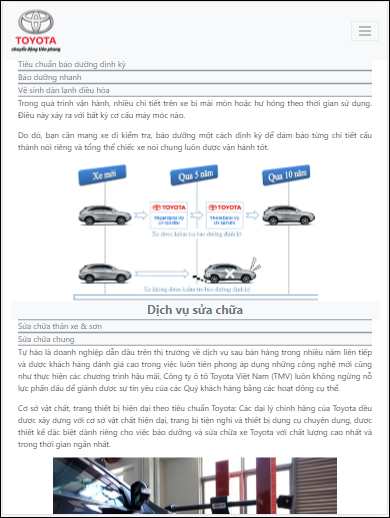 TOYOTA
chuyển động tiên phong
Tiêu chuẩn bảo dưỡng định kỳ
Bảo dưỡng nhanh
Vệ sinh dàn lạnh điều hòa
Trong quá trình vận hành, nhiều chi tiết trên xe bị mài mòn hoặc hư hỏng theo thời gian sử dụng.
Điều này xảy ra với bất kỳ cơ cấu máy móc nào.
Do đó, bạn cần mang xe đi kiểm tra, bảo dưỡng một cách định kỳ để đảm bảo từng chi tiết cấu
thành nói riêng và tổng thể chiếc xe nói chung luôn được vận hành tốt.
Xe mới
Qua 5 năm
Qua 10 năm
TOYOTA
TRẠM DỊCH VỤ
UỶ QUYỀN
TOYOTA
TRẠM DỊCH VỤ
UỶ QUYỀN
Xe được kiểm tra bảo dưỡng định kỳ
Xe không được kiểm tra bảo dưỡng định kỳ
Dịch vụ sửa chữa
Sửa chữa thân xe & sơn
Sửa chữa chung
Tự hào là doanh nghiệp dẫn đầu trên thị trường về dịch vụ sau bán hàng trong nhiều năm liên tiếp
và được khách hàng đánh giá cao trong việc luôn tiên phong áp dụng những công nghệ mới cũng
như thực hiện các chương trình hậu mãi, Công ty ô tô Toyota Việt Nam (TMV) luôn không ngừng nỗ
lực phấn đấu để giành được sự tin yêu của các Quý khách hàng bằng các hoạt động cụ thể.
Cơ sở vật chất, trang thiết bị hiện đại theo tiêu chuẩn Toyota: Các đại lý chính hãng của Toyota đều
được xây dựng với cơ sở vật chất hiện đại, trang bị tiện nghi và thiết bị dụng cụ chuyên dụng, được
thiết kế đặc biệt dành riêng cho việc bảo dưỡng và sửa chữa xe Toyota với chất lượng cao nhất và
trong thời gian ngắn nhất.